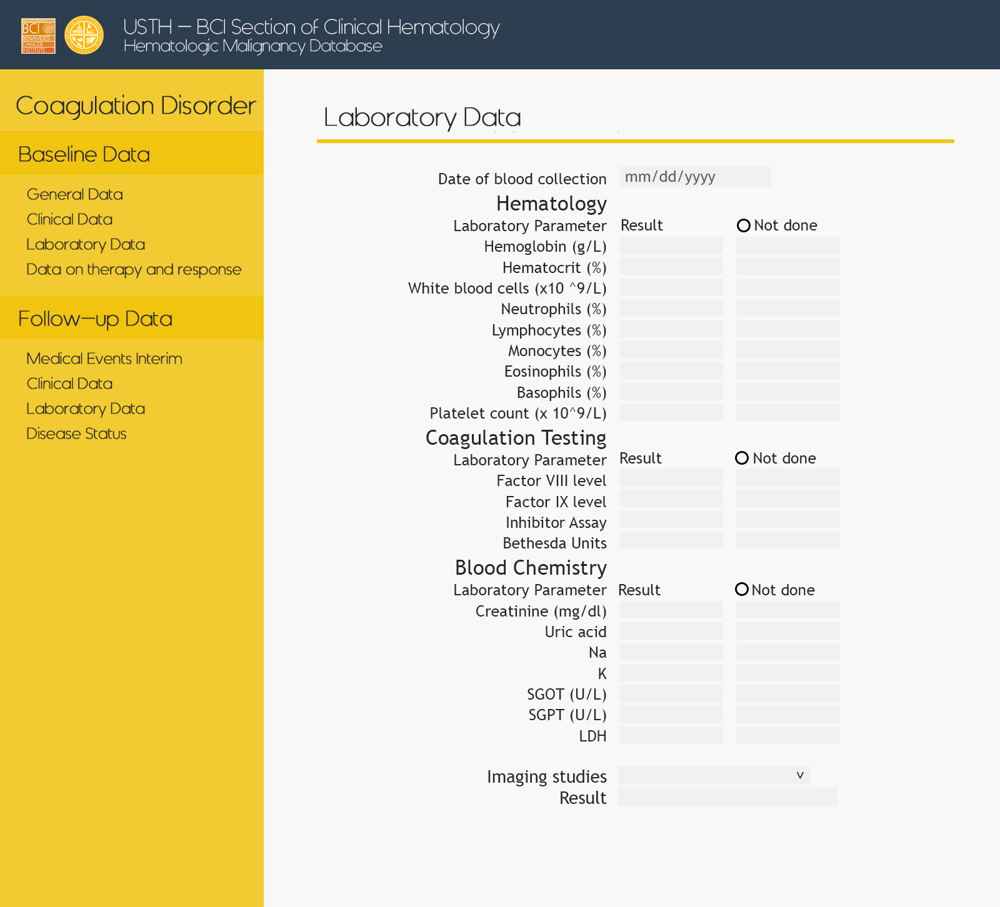 BCI
BENAVIDES
CANCER
INSTITUTE
USTH – BCI Section of Clinical Hematology
Hematologic Malignancy Database
Coagulation Disorder
Baseline Data
General Data
Clinical Data
Laboratory Data
Data on therapy and response
Follow-up Data
Medical Events Interim
Clinical Data
Laboratory Data
Disease Status
Laboratory Data
Date of blood collection mm/dd/yyyy
Hematology
Laboratory Parameter Result Not done
Hemoglobin (g/L)
Hematocrit (%)
White blood cells (x10 ^9/L)
Neutrophils (%)
Lymphocytes (%)
Monocytes (%)
Eosinophils (%)
Basophils (%)
Platelet count (x 10^9/L)
Coagulation Testing
Laboratory Parameter Result Not done
Factor VIII level
Factor IX level
Inhibitor Assay
Bethesda Units
Blood Chemistry
Laboratory Parameter Result Not done
Creatinine (mg/dl)
Uric acid
Na
K
SGOT (U/L)
SGPT (U/L)
LDH
Imaging studies
Result